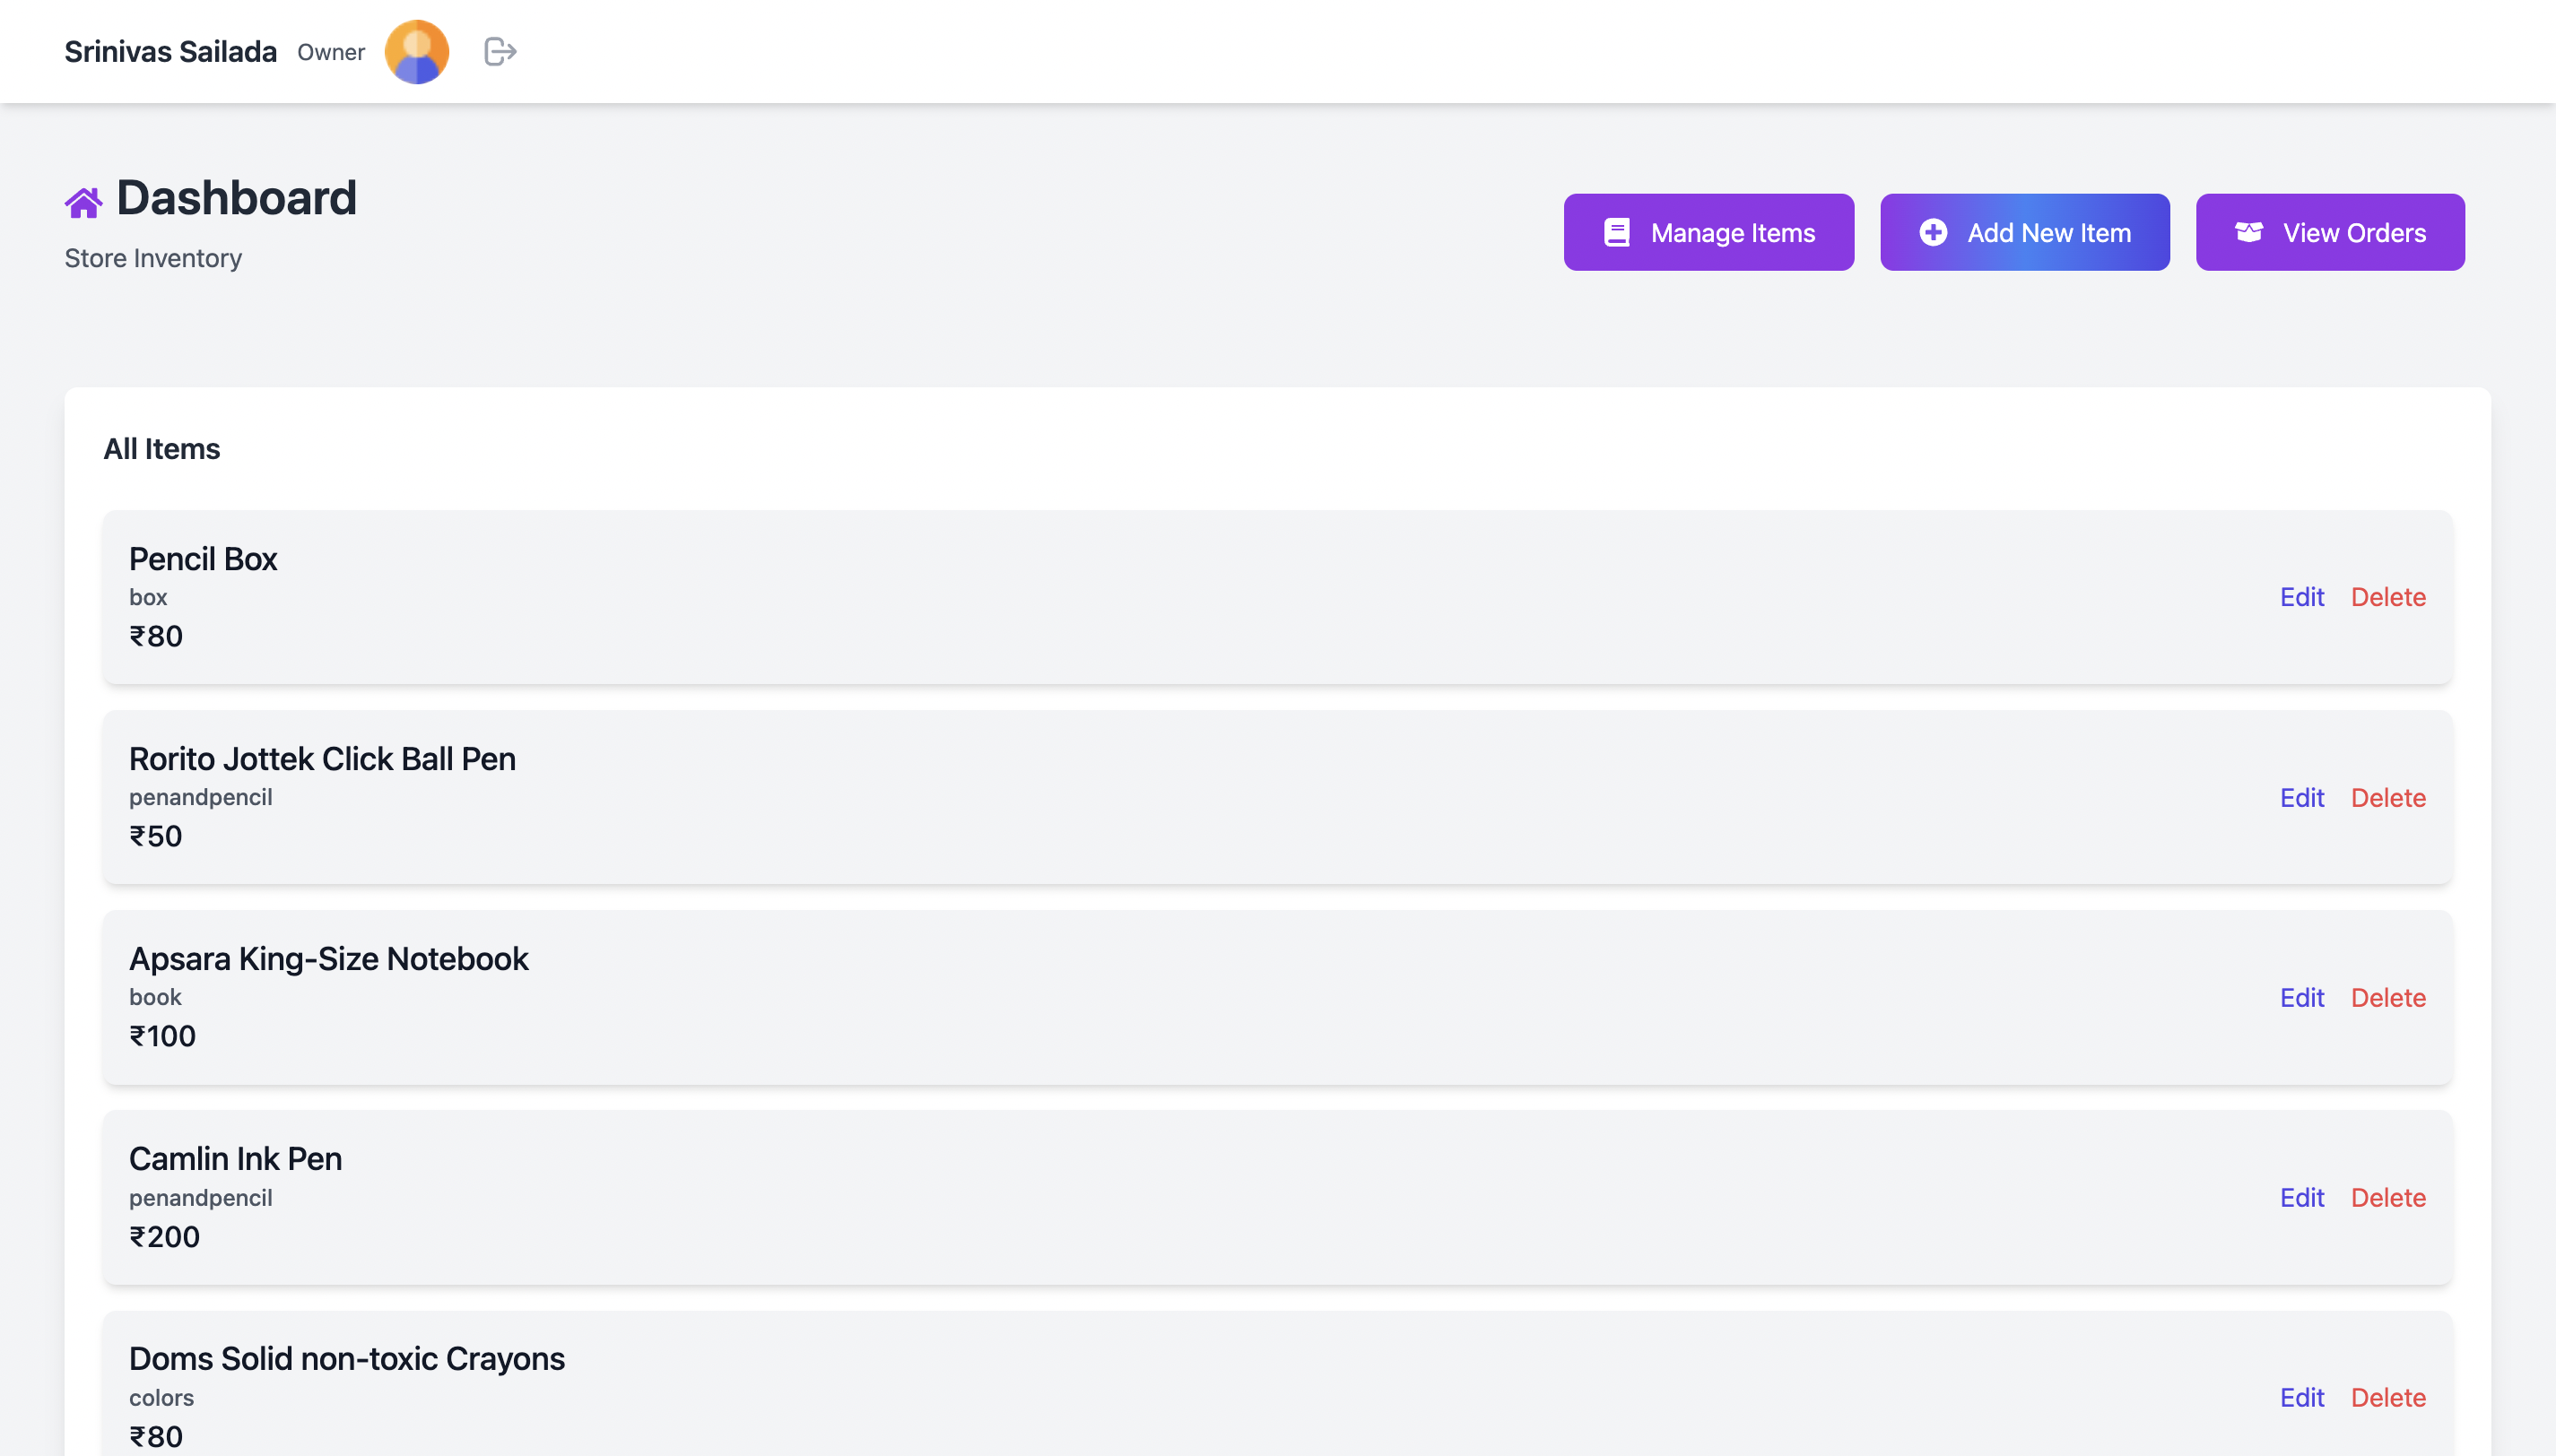 Srinivas Sailada Owner
Dashboard
Store Inventory
Manage Items
Add New Item
View Orders
All Items
Pencil Box
box
₹80
Edit Delete
Rorito Jottek Click Ball Pen
penandpencil
₹50
Edit Delete
Apsara King-Size Notebook
book
₹100
Edit Delete
Camlin Ink Pen
penandpencil
₹200
Edit Delete
Doms Solid non-toxic Crayons
colors
₹80
Edit Delete